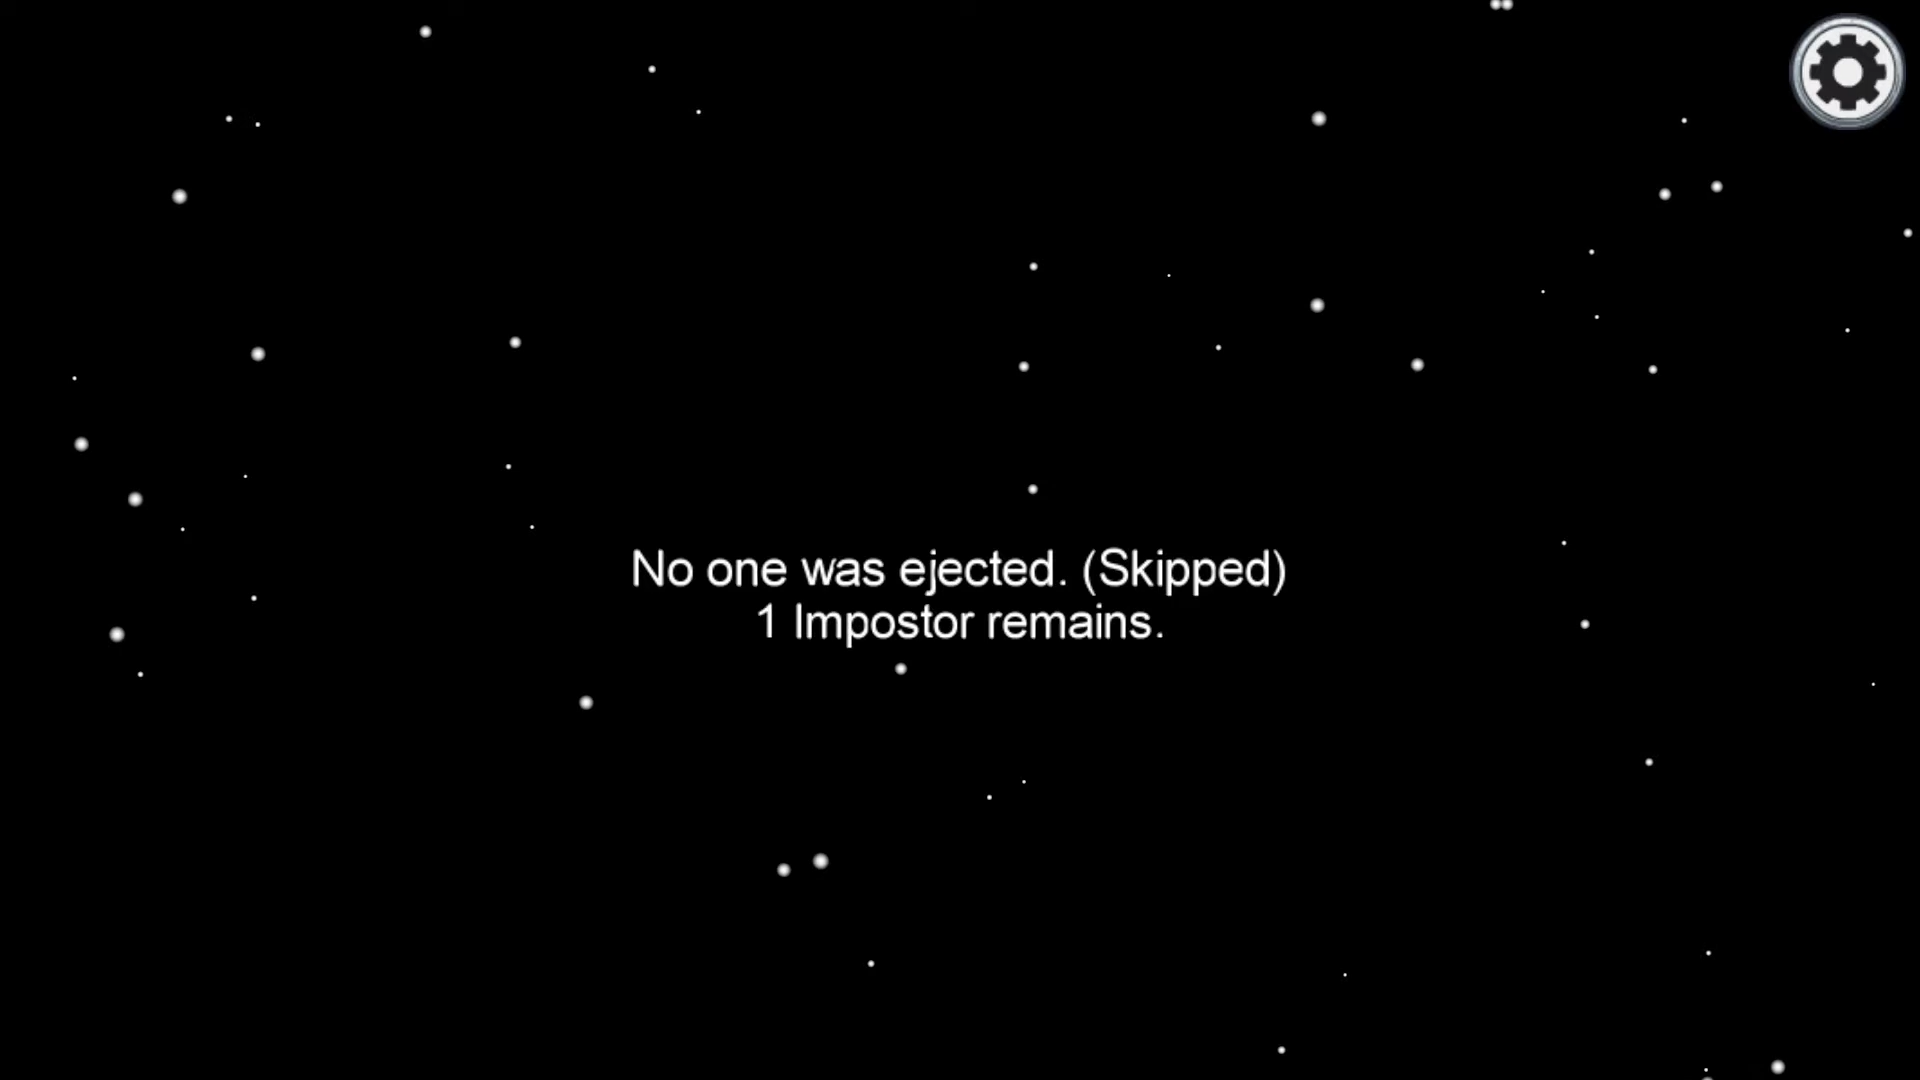 No one was ejected. (Skipped)
1 Impostor remains.